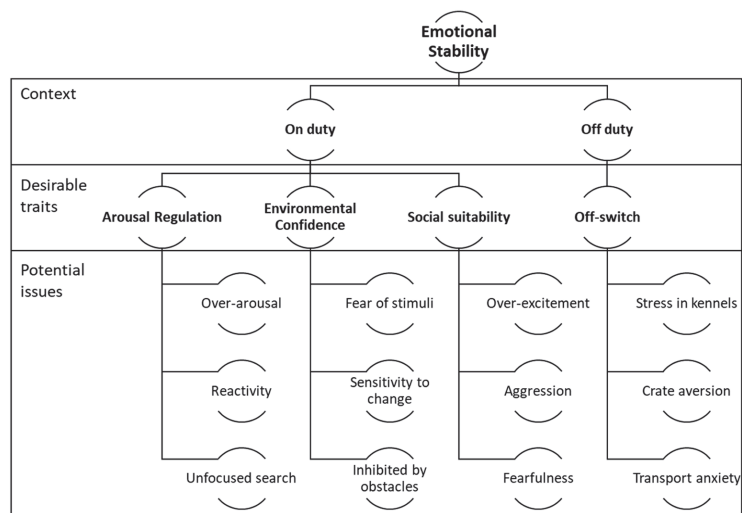 Emotional
Stability
Context
On duty
Off duty
Desirable
traits
Arousal Regulation
Environmental
Confidence
Social suitability
Off-switch
Potential
issues
Over-arousal
Fear of stimuli
Over-excitement
Stress in kennels
Reactivity
Sensitivity to
change
Aggression
Crate aversion
Unfocused search
Inhibited by
obstacles
Fearfulness
Transport anxiety